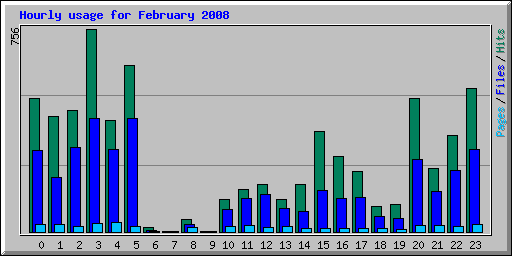 Hourly usage for February 2008
756
Pages / Files / Hits
0 1 2 3 4 5 6 7 8 9 10 11 12 13 14 15 16 17 18 19 20 21 22 23